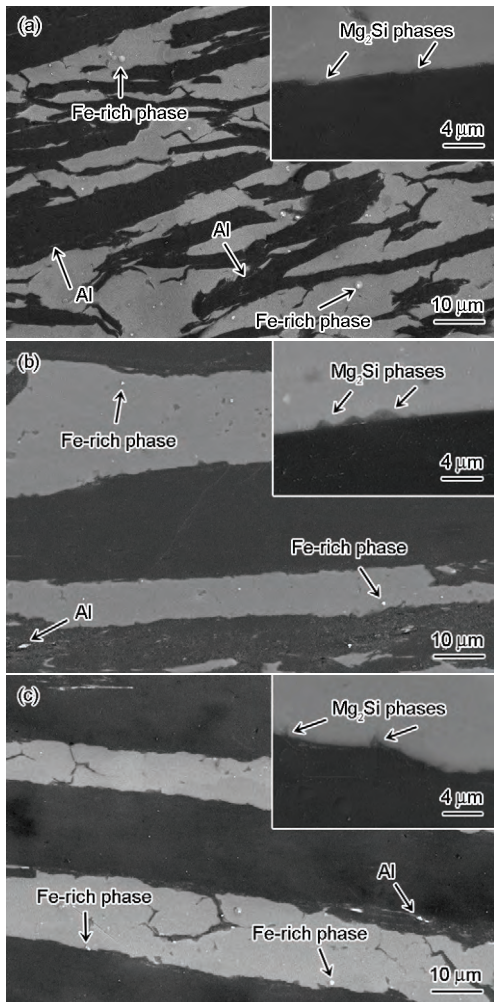 (a)
Mg₂Si phases
4 μm
Fe-rich phase
Al
Al
Fe-rich phase
10 μm
(b)
Mg₂Si phases
4 μm
Fe-rich phase
Fe-rich phase
Al
10 μm
(c)
Mg₂Si phases
4 μm
Al
Fe-rich phase
Fe-rich phase
10 μm